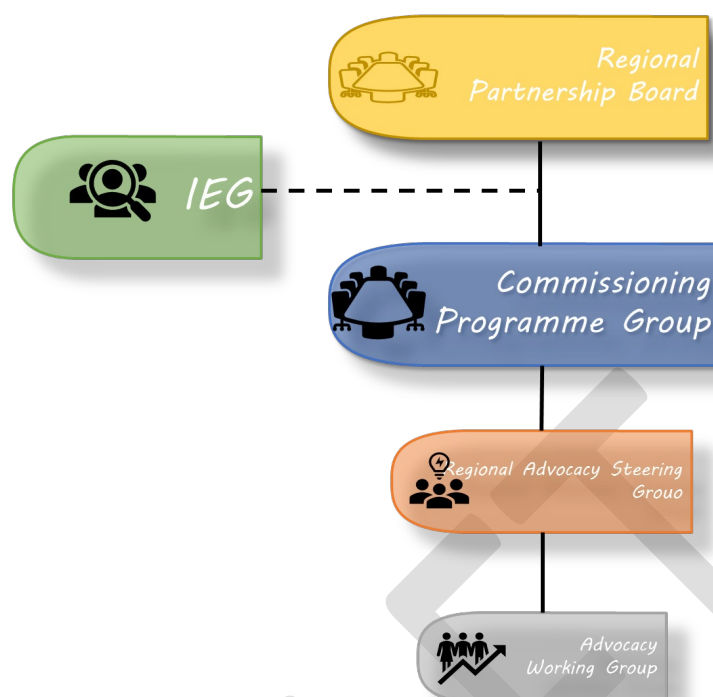 Regional
Partnership Board
IEG
Commissioning
Programme Group
Regional Advocacy Steering
Grouo
Advocacy
Working Group